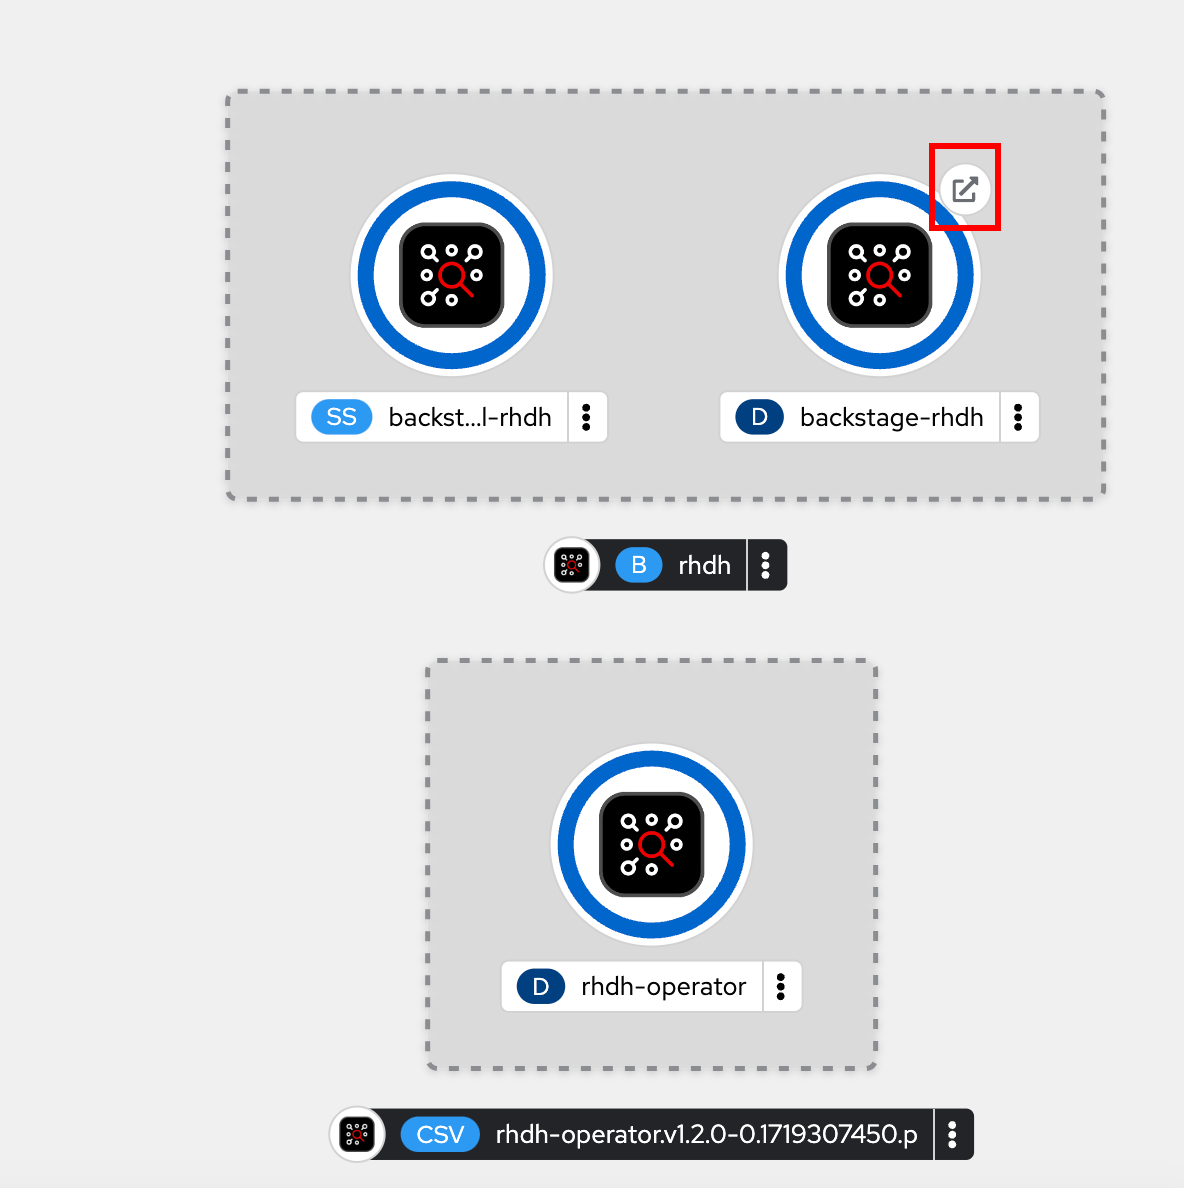 SS backst...l-rhdh
D backstage-rhdh
B rhdh
D rhdh-operator
CSV rhdh-operator.v1.2.0-0.1719307450.p